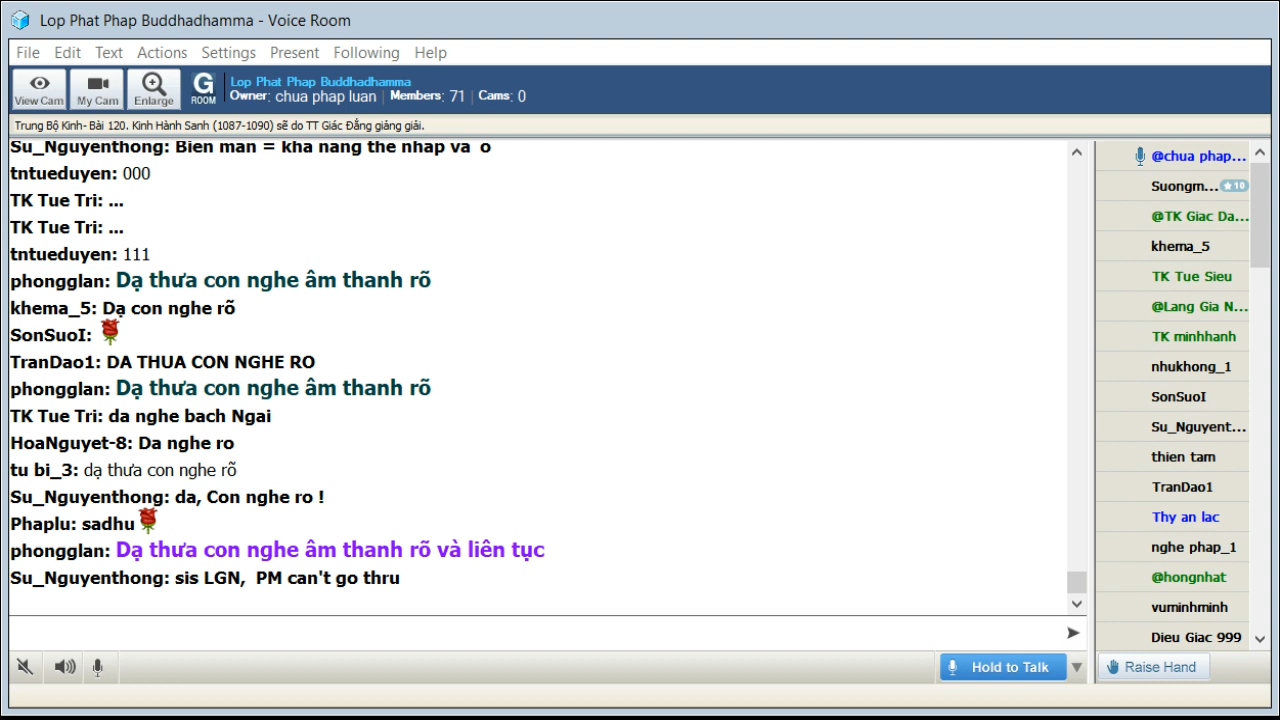 Lop Phat Phap Buddhadhamma - Voice Room
File Edit Text Actions Settings Present Following Help
View Cam My Cam Enlarge G ROOM
Lop Phat Phap Buddhadhamma
Owner: chua phap luan | Members: 71 | Cams: 0
Trung Bộ Kinh- Bài 120. Kinh Hành Sanh (1087-1090) sẽ do TT Giác Đẳng giảng giải.
Su_Nguyenthong: Bien man = kha nang the nhap va o
tntueduyen: 000
TK Tue Tri: ...
TK Tue Tri: ...
tntueduyen: 111
phongglan: Dạ thưa con nghe âm thanh rõ
khema_5: Dạ con nghe rõ
SonSuoI:
TranDao1: DA THUA CON NGHE RO
phongglan: Dạ thưa con nghe âm thanh rõ
TK Tue Tri: da nghe bach Ngai
HoaNguyet-8: Da nghe ro
tu bi_3: dạ thưa con nghe rõ
Su_Nguyenthong: da, Con nghe ro !
Phaplu: sadhu
phongglan: Dạ thưa con nghe âm thanh rõ và liên tục
Su_Nguyenthong: sis LGN, PM can't go thru
Hold to Talk
@chua phap...
Suongm... 10
@TK Giac Da...
khema_5
TK Tue Sieu
@Lang Gia N...
TK minhhanh
nhukhong_1
SonSuoI
Su_Nguyent...
thien tam
TranDao1
Thy an lac
nghe phap_1
@hongnhat
vuminhminh
Dieu Giac 999
Raise Hand